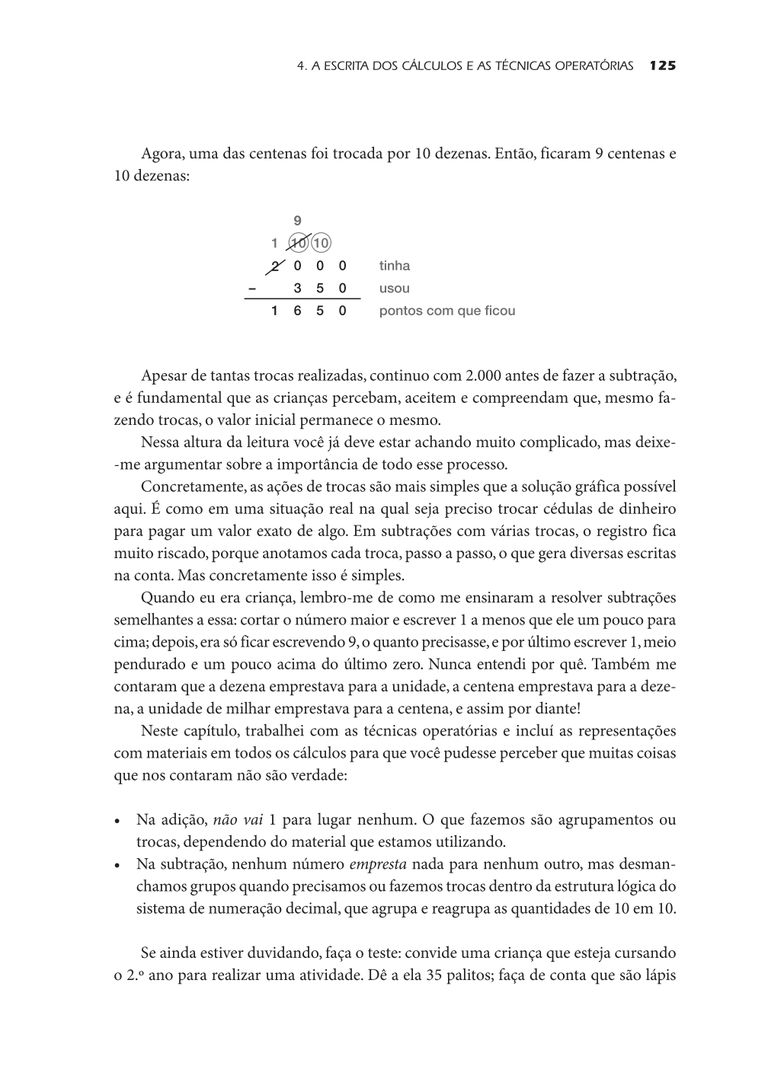 4. A ESCRITA DOS CÁLCULOS E AS TÉCNICAS OPERATÓRIAS 125
Agora, uma das centenas foi trocada por 10 dezenas. Então, ficaram 9 centenas e
10 dezenas:
9
1 10 10
2 0 0 0 tinha
– 3 5 0 usou
1 6 5 0 pontos com que ficou
Apesar de tantas trocas realizadas, continuo com 2.000 antes de fazer a subtração,
e é fundamental que as crianças percebam, aceitem e compreendam que, mesmo fa-
zendo trocas, o valor inicial permanece o mesmo.
Nessa altura da leitura você já deve estar achando muito complicado, mas deixe-
-me argumentar sobre a importância de todo esse processo.
Concretamente, as ações de trocas são mais simples que a solução gráfica possível
aqui. É como em uma situação real na qual seja preciso trocar cédulas de dinheiro
para pagar um valor exato de algo. Em subtrações com várias trocas, o registro fica
muito riscado, porque anotamos cada troca, passo a passo, o que gera diversas escritas
na conta. Mas concretamente isso é simples.
Quando eu era criança, lembro-me de como me ensinaram a resolver subtrações
semelhantes a essa: cortar o número maior e escrever 1 a menos que ele um pouco para
cima; depois, era só ficar escrevendo 9, o quanto precisasse, e por último escrever 1, meio
pendurado e um pouco acima do último zero. Nunca entendi por quê. Também me
contaram que a dezena emprestava para a unidade, a centena emprestava para a deze-
na, a unidade de milhar emprestava para a centena, e assim por diante!
Neste capítulo, trabalhei com as técnicas operatórias e incluí as representações
com materiais em todos os cálculos para que você pudesse perceber que muitas coisas
que nos contaram não são verdade:
• Na adição, não vai 1 para lugar nenhum. O que fazemos são agrupamentos ou
trocas, dependendo do material que estamos utilizando.
• Na subtração, nenhum número empresta nada para nenhum outro, mas desman-
chamos grupos quando precisamos ou fazemos trocas dentro da estrutura lógica do
sistema de numeração decimal, que agrupa e reagrupa as quantidades de 10 em 10.
Se ainda estiver duvidando, faça o teste: convide uma criança que esteja cursando
o 2.º ano para realizar uma atividade. Dê a ela 35 palitos; faça de conta que são lápis